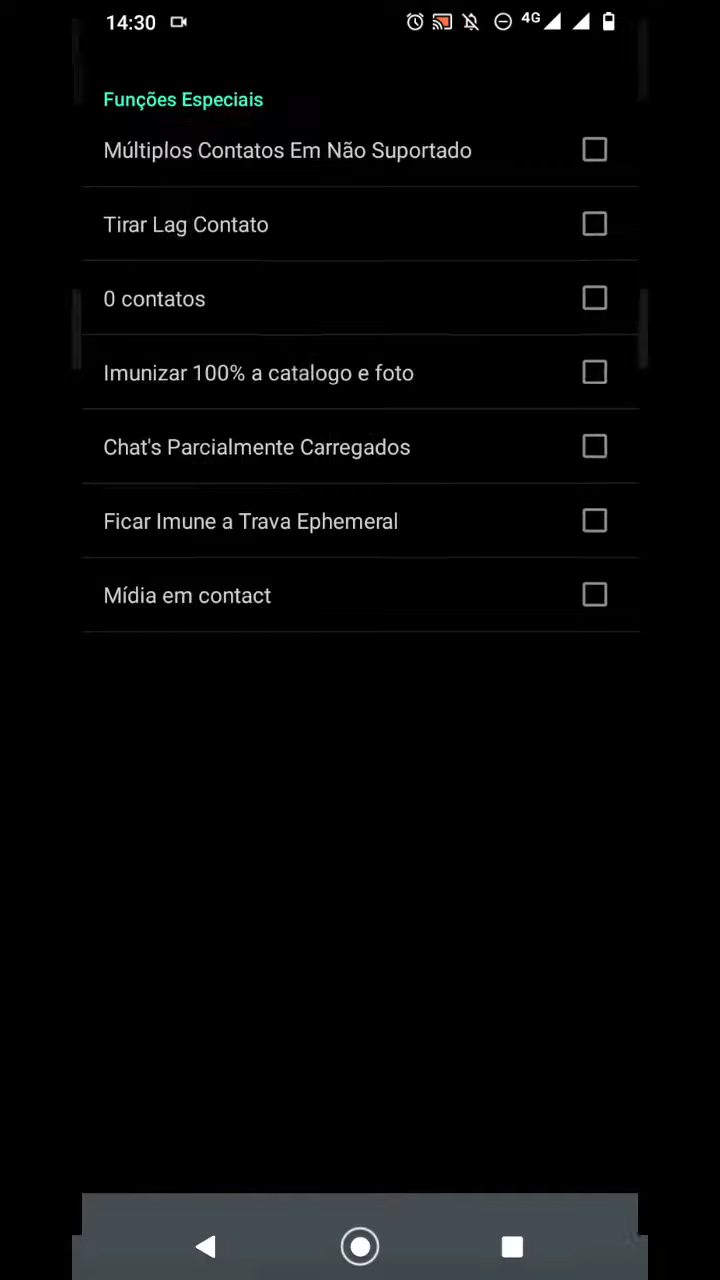 14:30
4G
Funções Especiais
Múltiplos Contatos Em Não Suportado
Tirar Lag Contato
0 contatos
Imunizar 100% a catalogo e foto
Chat's Parcialmente Carregados
Ficar Imune a Trava Ephemeral
Mídia em contact